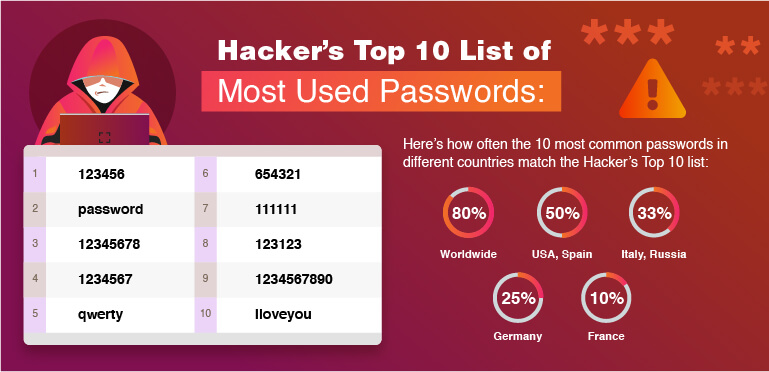 Hacker's Top 10 List of
Most Used Passwords:
*** ** ***
!
Here's how often the 10 most common passwords in
different countries match the Hacker's Top 10 list:
1 123456 6 654321
2 password 7 111111
3 12345678 8 123123
4 1234567 9 1234567890
5 qwerty 10 Iloveyou
80% 50% 33%
Worldwide USA, Spain Italy, Russia
25% 10%
Germany France